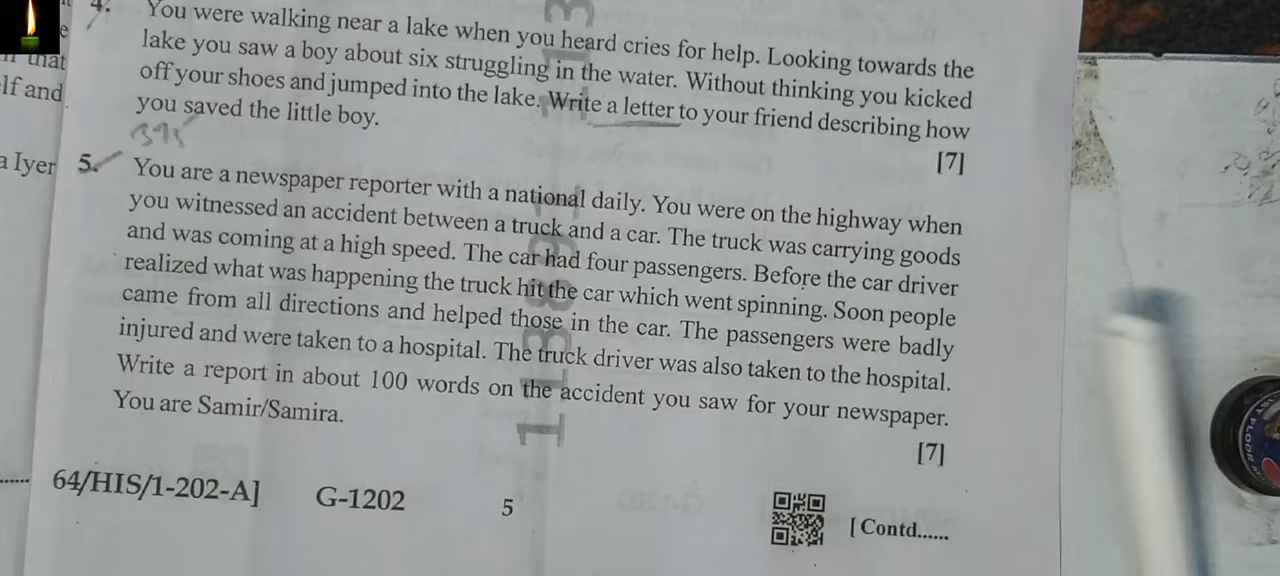 4. You were walking near a lake when you heard cries for help. Looking towards the
lake you saw a boy about six struggling in the water. Without thinking you kicked
off your shoes and jumped into the lake. Write a letter to your friend describing how
you saved the little boy.
[7]
that
lf and
a Iyer
5. You are a newspaper reporter with a national daily. You were on the highway when
you witnessed an accident between a truck and a car. The truck was carrying goods
and was coming at a high speed. The car had four passengers. Before the car driver
realized what was happening the truck hit the car which went spinning. Soon people
came from all directions and helped those in the car. The passengers were badly
injured and were taken to a hospital. The truck driver was also taken to the hospital.
Write a report in about 100 words on the accident you saw for your newspaper.
You are Samir/Samira.
[7]
...... 64/HIS/1-202-A] G-1202 5 [ Contd......